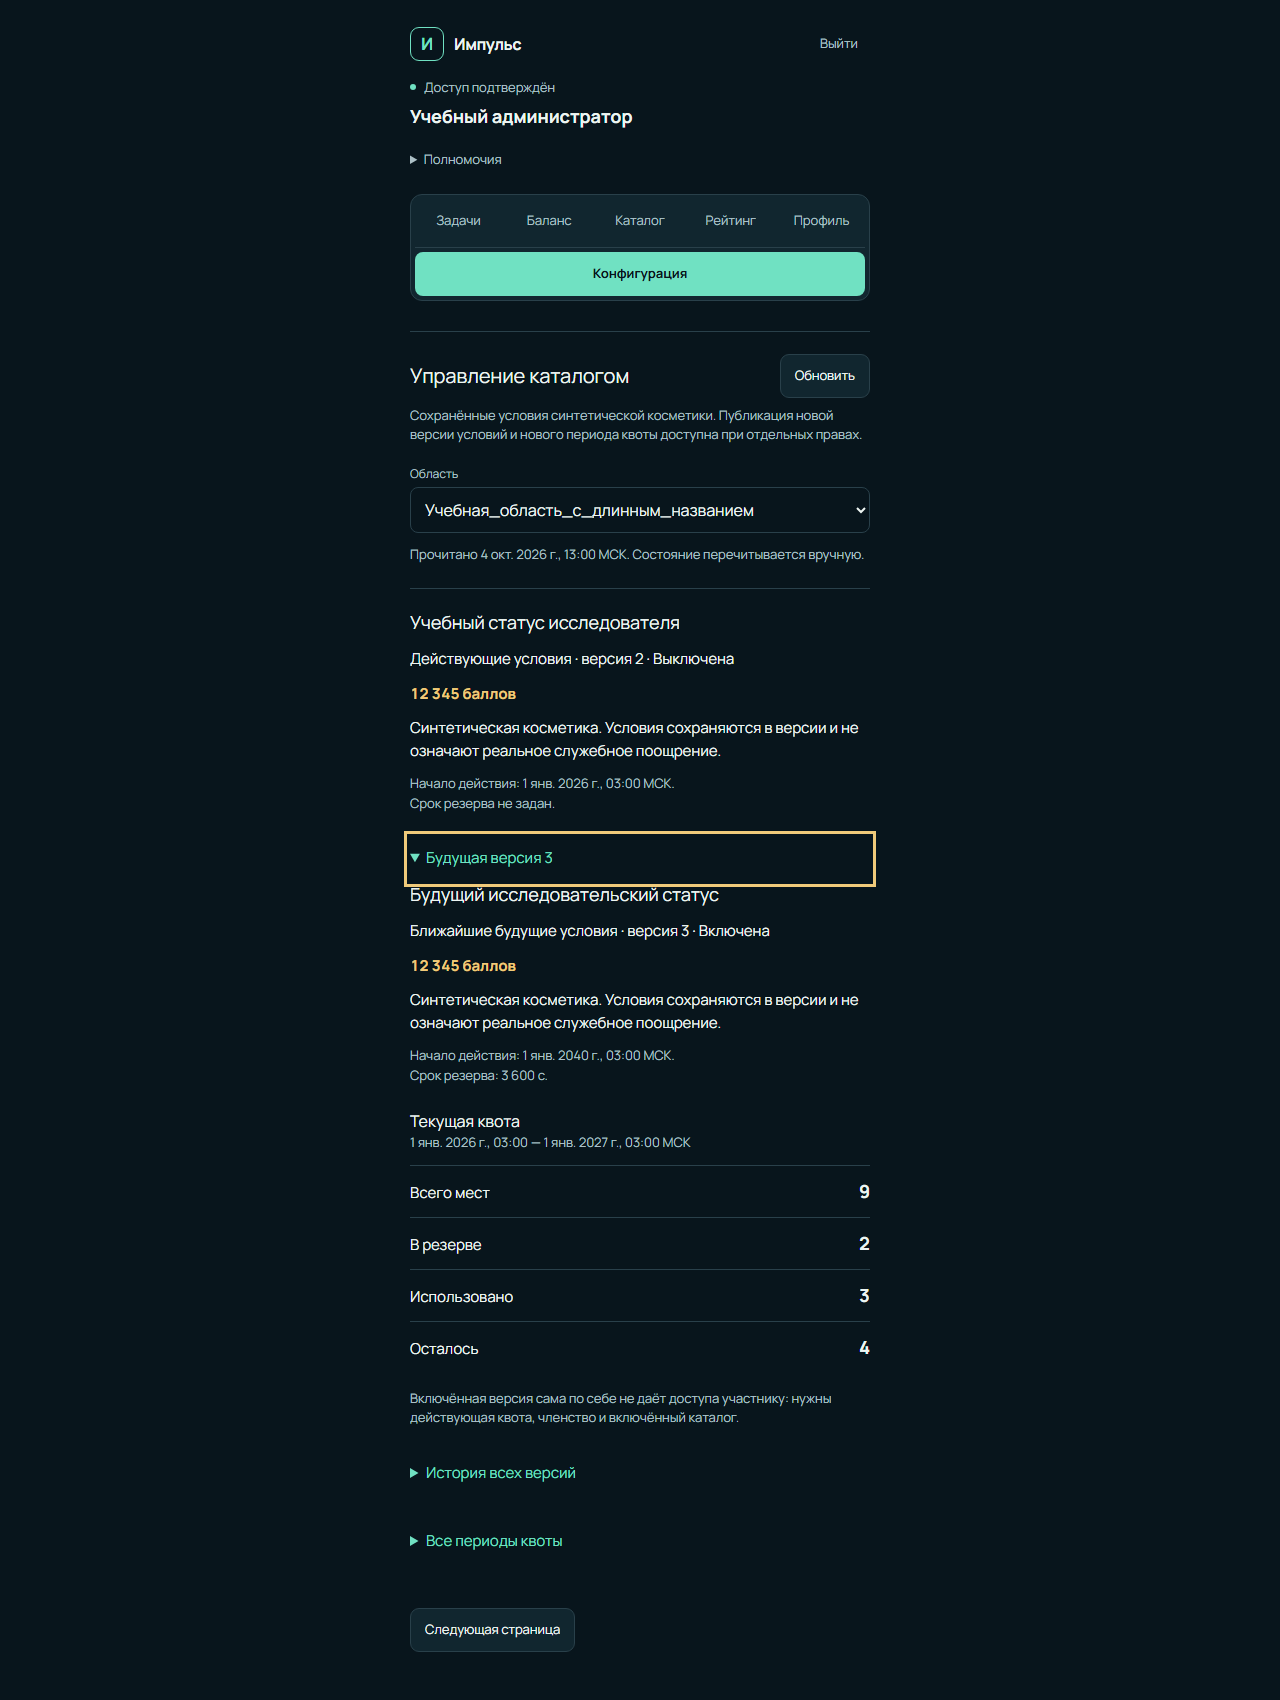 И Импульс
Выйти
Доступ подтверждён
Учебный администратор
Полномочия
Задачи Баланс Каталог Рейтинг Профиль
Конфигурация
Управление каталогом
Обновить
Сохранённые условия синтетической косметики. Публикация новой
версии условий и нового периода квоты доступна при отдельных правах.
Область
Учебная_область_с_длинным_названием
Прочитано 4 окт. 2026 г., 13:00 МСК. Состояние перечитывается вручную.
Учебный статус исследователя
Действующие условия · версия 2 · Выключена
12 345 баллов
Синтетическая косметика. Условия сохраняются в версии и не
означают реальное служебное поощрение.
Начало действия: 1 янв. 2026 г., 03:00 МСК.
Срок резерва не задан.
Будущая версия 3
Будущий исследовательский статус
Ближайшие будущие условия · версия 3 · Включена
12 345 баллов
Синтетическая косметика. Условия сохраняются в версии и не
означают реальное служебное поощрение.
Начало действия: 1 янв. 2040 г., 03:00 МСК.
Срок резерва: 3 600 с.
Текущая квота
1 янв. 2026 г., 03:00 — 1 янв. 2027 г., 03:00 МСК
Всего мест 9
В резерве 2
Использовано 3
Осталось 4
Включённая версия сама по себе не даёт доступа участнику: нужны
действующая квота, членство и включённый каталог.
История всех версий
Все периоды квоты
Следующая страница